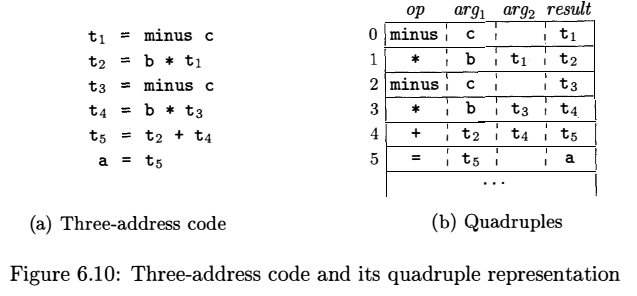 t₁ = minus c
t₂ = b * t₁
t₃ = minus c
t₄ = b * t₃
t₅ = t₂ + t₄
a = t₅
(a) Three-address code
op arg₁ arg₂ result
0 minus c t₁
1 * b t₁ t₂
2 minus c t₃
3 * b t₃ t₄
4 + t₂ t₄ t₅
5 = t₅ a
...
(b) Quadruples
Figure 6.10: Three-address code and its quadruple representation